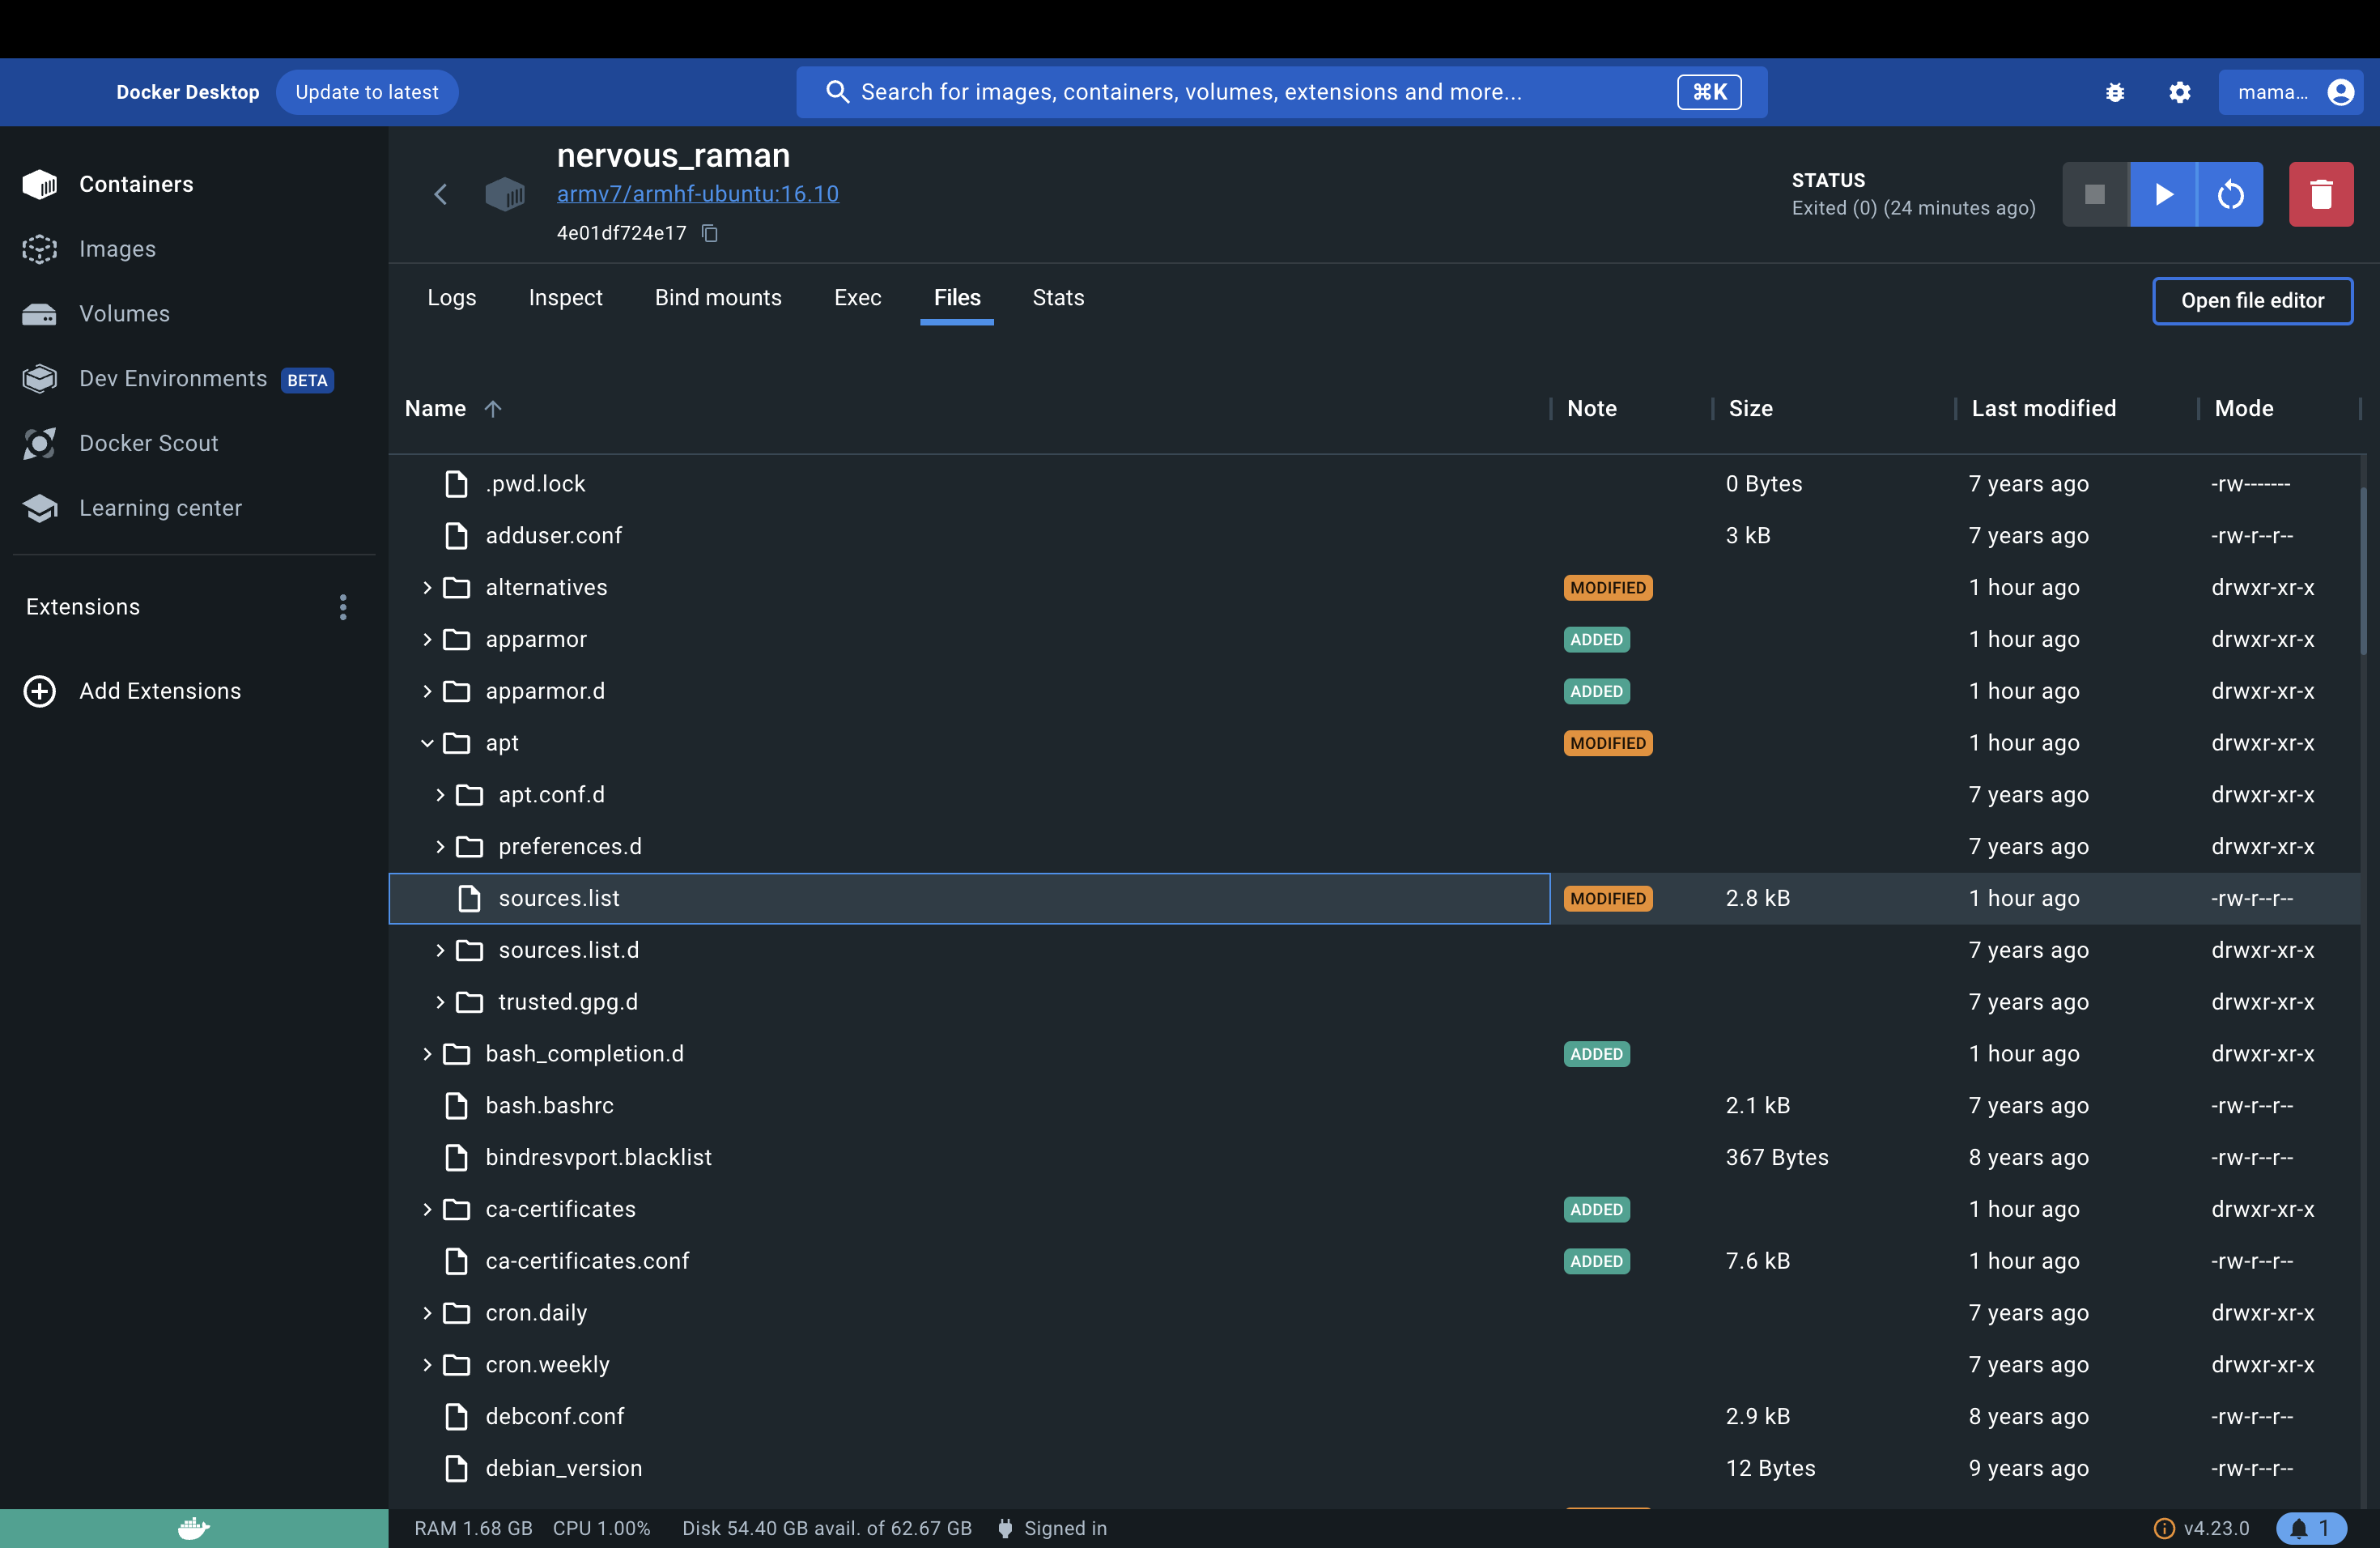 Docker Desktop Update to latest Search for images, containers, volumes, extensions and more... ⌘K mama...
Containers
Images
Volumes
Dev Environments BETA
Docker Scout
Learning center
Extensions
Add Extensions
nervous_raman
armv7/armhf-ubuntu:16.10
4e01df724e17
STATUS
Exited (0) (24 minutes ago)
Logs Inspect Bind mounts Exec Files Stats Open file editor
Name Note Size Last modified Mode
.pwd.lock 0 Bytes 7 years ago -rw-------
adduser.conf 3 kB 7 years ago -rw-r--r--
alternatives MODIFIED 1 hour ago drwxr-xr-x
apparmor ADDED 1 hour ago drwxr-xr-x
apparmor.d ADDED 1 hour ago drwxr-xr-x
apt MODIFIED 1 hour ago drwxr-xr-x
apt.conf.d 7 years ago drwxr-xr-x
preferences.d 7 years ago drwxr-xr-x
sources.list MODIFIED 2.8 kB 1 hour ago -rw-r--r--
sources.list.d 7 years ago drwxr-xr-x
trusted.gpg.d 7 years ago drwxr-xr-x
bash_completion.d ADDED 1 hour ago drwxr-xr-x
bash.bashrc 2.1 kB 7 years ago -rw-r--r--
bindresvport.blacklist 367 Bytes 8 years ago -rw-r--r--
ca-certificates ADDED 1 hour ago drwxr-xr-x
ca-certificates.conf ADDED 7.6 kB 1 hour ago -rw-r--r--
cron.daily 7 years ago drwxr-xr-x
cron.weekly 7 years ago drwxr-xr-x
debconf.conf 2.9 kB 8 years ago -rw-r--r--
debian_version 12 Bytes 9 years ago -rw-r--r--
RAM 1.68 GB CPU 1.00% Disk 54.40 GB avail. of 62.67 GB Signed in v4.23.0 1